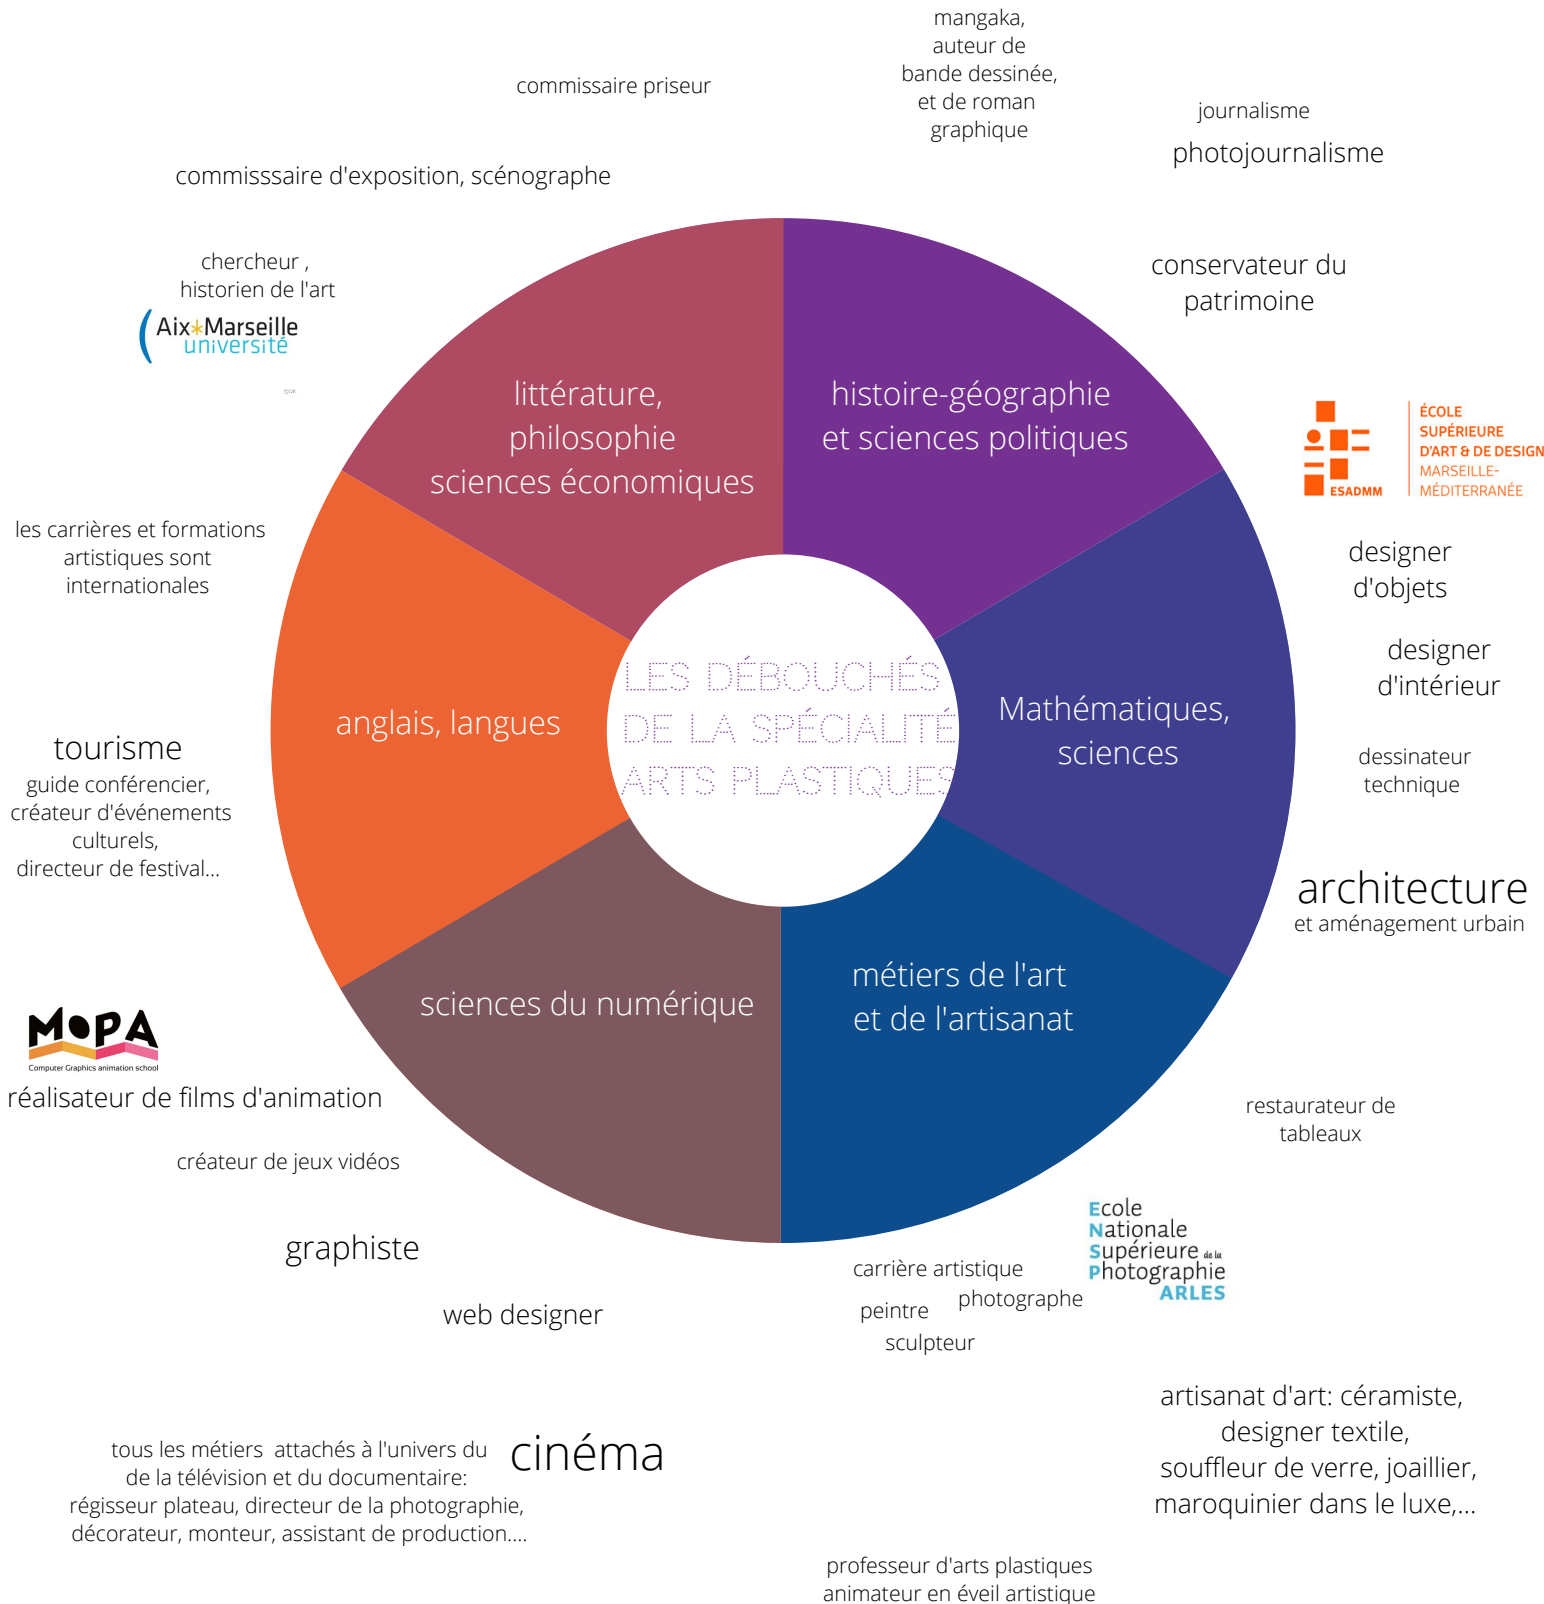 mangaka,
auteur de
bande dessinée,
et de roman
graphique
commissaire priseur
journalisme
photojournalisme
commisssaire d'exposition, scénographe
conservateur du
patrimoine
chercheur ,
historien de l'art
Aix*Marseille
université
littérature,
philosophie
sciences économiques
histoire-géographie
et sciences politiques
ÉCOLE
SUPÉRIEURE
D'ART & DE DESIGN
MARSEILLE-
MÉDITERRANÉE
ESADMM
les carrières et formations
artistiques sont
internationales
designer
d'objets
designer
d'intérieur
LES DÉBOUCHÉS
DE LA SPÉCIALITÉ
ARTS PLASTIQUES
anglais, langues
Mathématiques,
sciences
tourisme
guide conférencier,
créateur d'événements
culturels,
directeur de festival...
dessinateur
technique
architecture
et aménagement urbain
sciences du numérique
métiers de l'art
et de l'artisanat
MOPA
Computer Graphics animation school
réalisateur de films d'animation
restaurateur de
tableaux
créateur de jeux vidéos
graphiste
web designer
Ecole
Nationale
Supérieure de la
Photographie
ARLES
carrière artistique
peintre
photographe
sculpteur
artisanat d'art: céramiste,
designer textile,
souffleur de verre, joaillier,
maroquinier dans le luxe,...
tous les métiers attachés à l'univers du cinéma
de la télévision et du documentaire:
régisseur plateau, directeur de la photographie,
décorateur, monteur, assistant de production....
professeur d'arts plastiques
animateur en éveil artistique